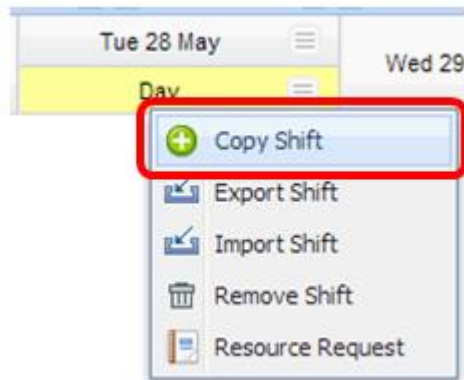 Tue 28 May
Wed 29
Day
Copy Shift
Export Shift
Import Shift
Remove Shift
Resource Request